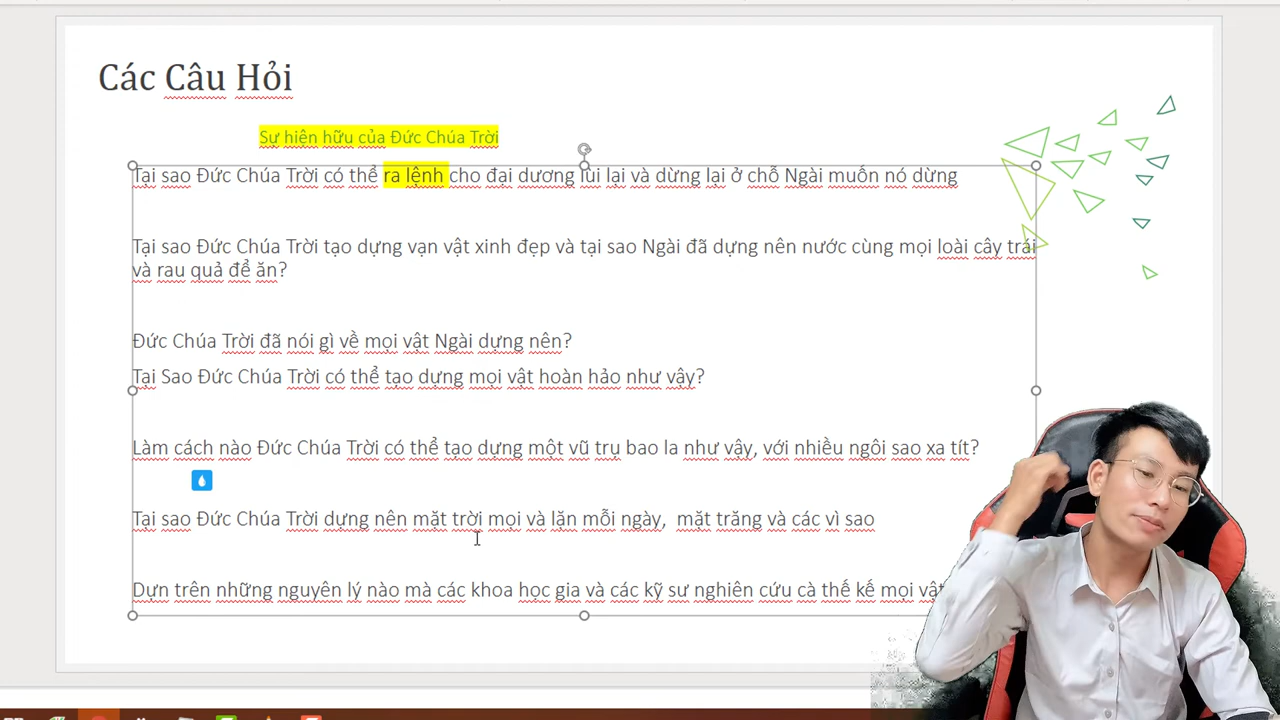 Các Câu Hỏi
Sự hiện hữu của Đức Chúa Trời
Tại sao Đức Chúa Trời có thể ra lệnh cho đại dương lùi lại và dừng lại ở chỗ Ngài muốn nó dừng
Tại sao Đức Chúa Trời tạo dựng vạn vật xinh đẹp và tại sao Ngài đã dựng nên nước cùng mọi loài cây trái
và rau quả để ăn?
Đức Chúa Trời đã nói gì về mọi vật Ngài dựng nên?
Tại Sao Đức Chúa Trời có thể tạo dựng mọi vật hoàn hảo như vậy?
Làm cách nào Đức Chúa Trời có thể tạo dựng một vũ trụ bao la như vậy, với nhiều ngôi sao xa tít?
Tại sao Đức Chúa Trời dựng nên mặt trời mọi và lặn mỗi ngày, mặt trăng và các vì sao
Dựn trên những nguyên lý nào mà các khoa học gia và các kỹ sư nghiên cứu cà thế kế mọi vật